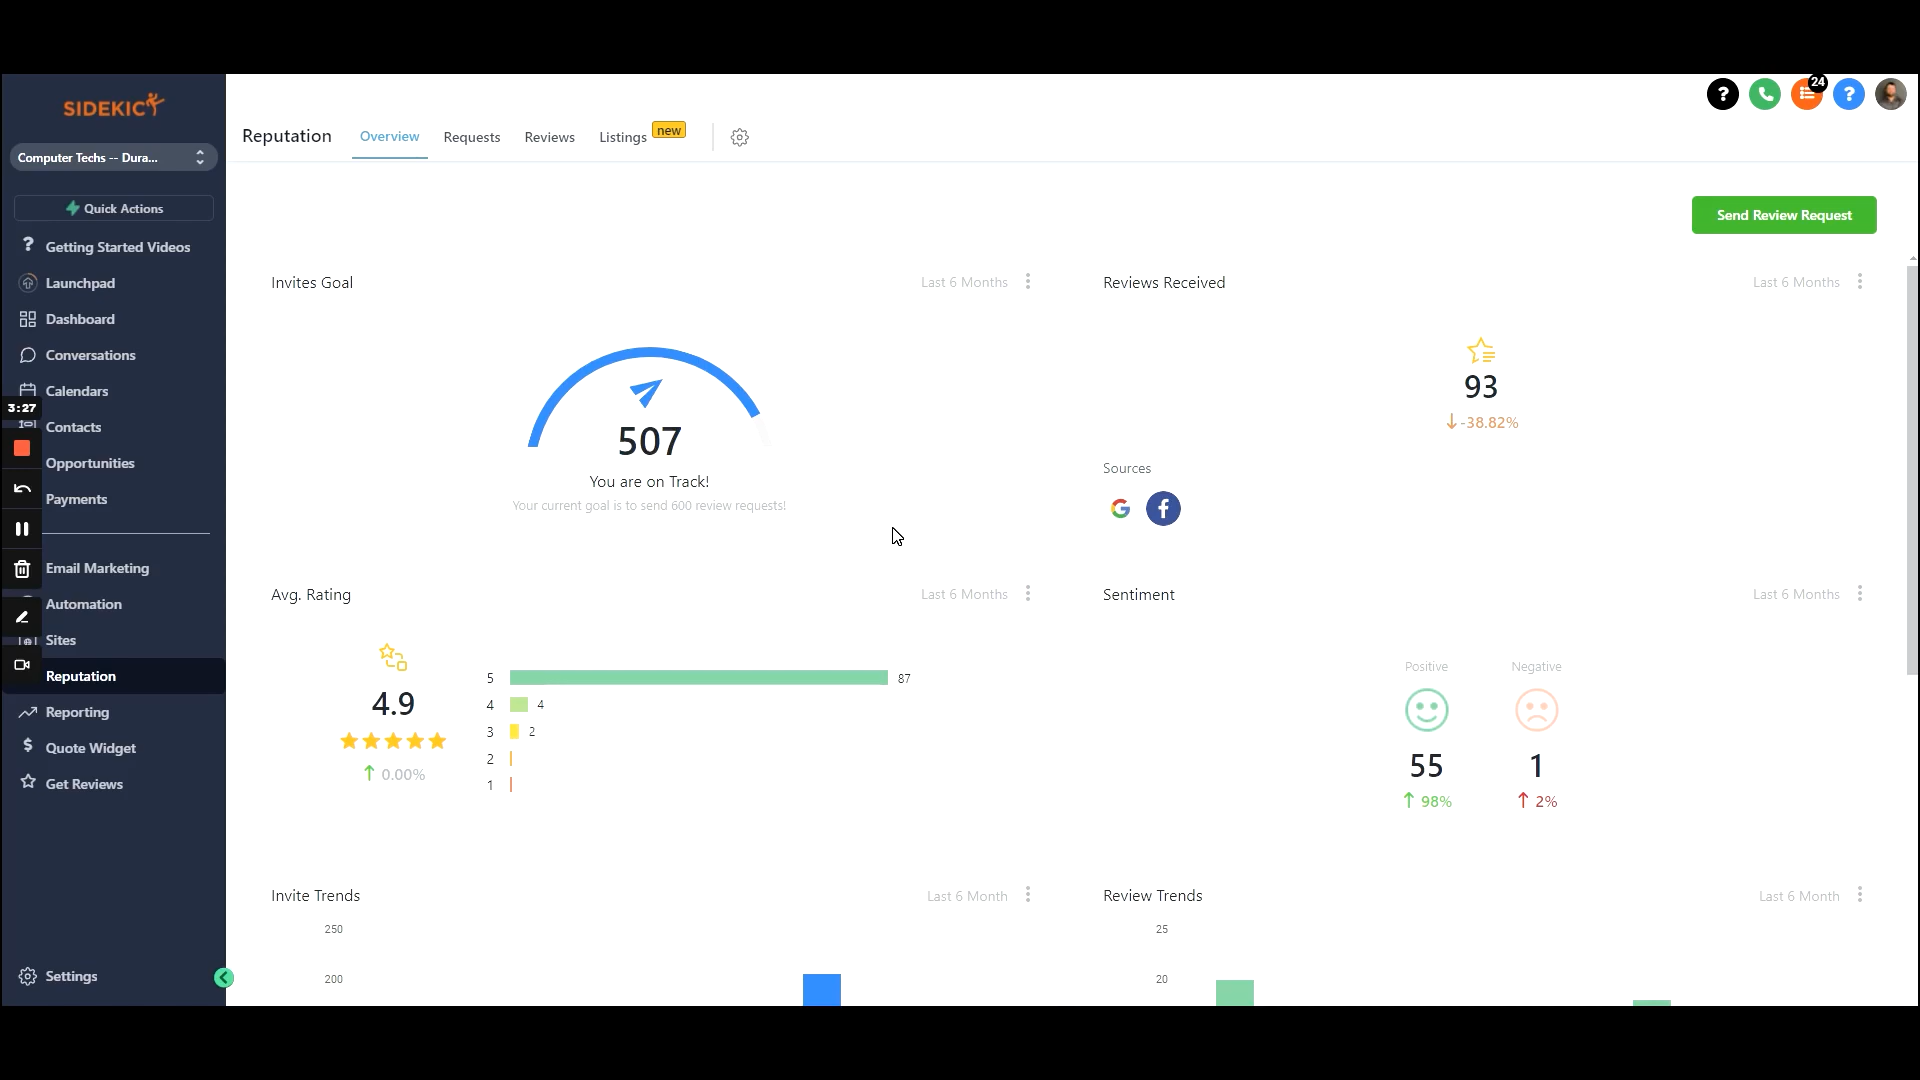 SIDEKIC
Computer Techs -- Dura...
Quick Actions
Getting Started Videos
Launchpad
Dashboard
Conversations
Calendars
3:27
Contacts
Opportunities
Payments
Email Marketing
Automation
Sites
Reputation
Reporting
Quote Widget
Get Reviews
Settings
24
Reputation
Overview
Requests
Reviews
Listings
new
Send Review Request
Invites Goal
Last 6 Months
507
You are on Track!
Your current goal is to send 600 review requests!
Reviews Received
Last 6 Months
93
-38.82%
Sources
Avg. Rating
Last 6 Months
4.9
0.00%
5 87
4 4
3 2
2
1
Sentiment
Last 6 Months
Positive Negative
55 1
98% 2%
Invite Trends
Last 6 Month
250
200
Review Trends
Last 6 Month
25
20